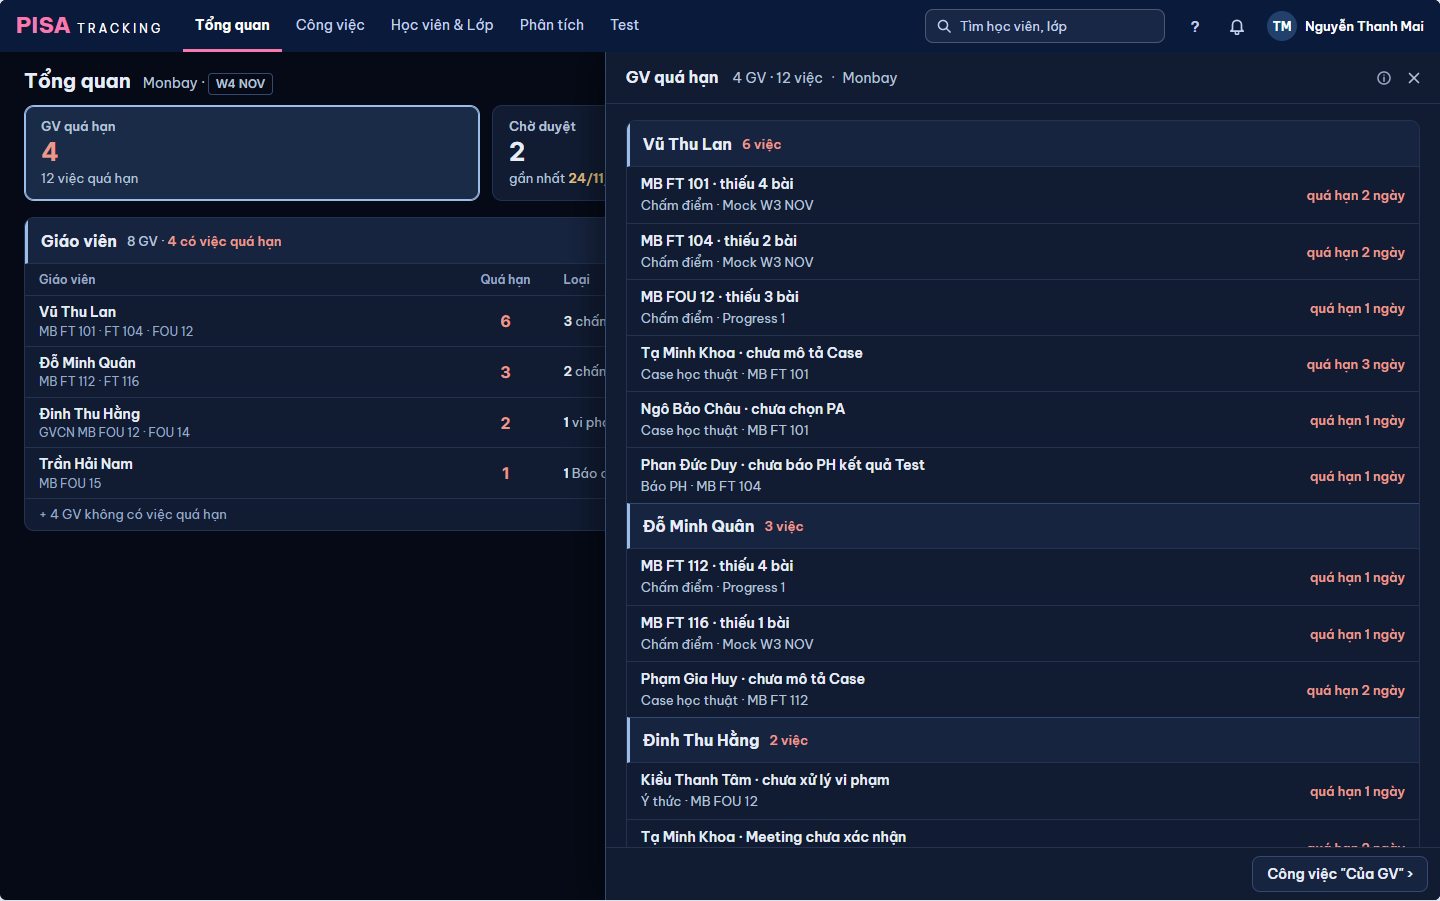 PISA TRACKING
Tổng quan
Công việc
Học viên & Lớp
Phân tích
Test
Tìm học viên, lớp
?
TM
Nguyễn Thanh Mai
Tổng quan Monbay · W4 NOV
GV quá hạn
4
12 việc quá hạn
Chờ duyệt
2
gần nhất 24/11
Giáo viên 8 GV · 4 có việc quá hạn
Giáo viên Quá hạn Loại
Vũ Thu Lan
MB FT 101 · FT 104 · FOU 12
6
3 chấm
Đỗ Minh Quân
MB FT 112 · FT 116
3
2 chấm
Đinh Thu Hằng
GVCN MB FOU 12 · FOU 14
2
1 vi
Trần Hải Nam
MB FOU 15
1
1 Báo
+ 4 GV không có việc quá hạn
GV quá hạn 4 GV · 12 việc · Monbay
Vũ Thu Lan 6 việc
MB FT 101 · thiếu 4 bài
Chấm điểm · Mock W3 NOV
quá hạn 2 ngày
MB FT 104 · thiếu 2 bài
Chấm điểm · Mock W3 NOV
quá hạn 2 ngày
MB FOU 12 · thiếu 3 bài
Chấm điểm · Progress 1
quá hạn 1 ngày
Tạ Minh Khoa · chưa mô tả Case
Case học thuật · MB FT 101
quá hạn 3 ngày
Ngô Bảo Châu · chưa chọn PA
Case học thuật · MB FT 101
quá hạn 1 ngày
Phan Đức Duy · chưa báo PH kết quả Test
Báo PH · MB FT 104
quá hạn 1 ngày
Đỗ Minh Quân 3 việc
MB FT 112 · thiếu 4 bài
Chấm điểm · Progress 1
quá hạn 1 ngày
MB FT 116 · thiếu 1 bài
Chấm điểm · Mock W3 NOV
quá hạn 1 ngày
Phạm Gia Huy · chưa mô tả Case
Case học thuật · MB FT 112
quá hạn 2 ngày
Đinh Thu Hằng 2 việc
Kiều Thanh Tâm · chưa xử lý vi phạm
Ý thức · MB FOU 12
quá hạn 1 ngày
Tạ Minh Khoa · Meeting chưa xác nhận
Công việc "Của GV" ›